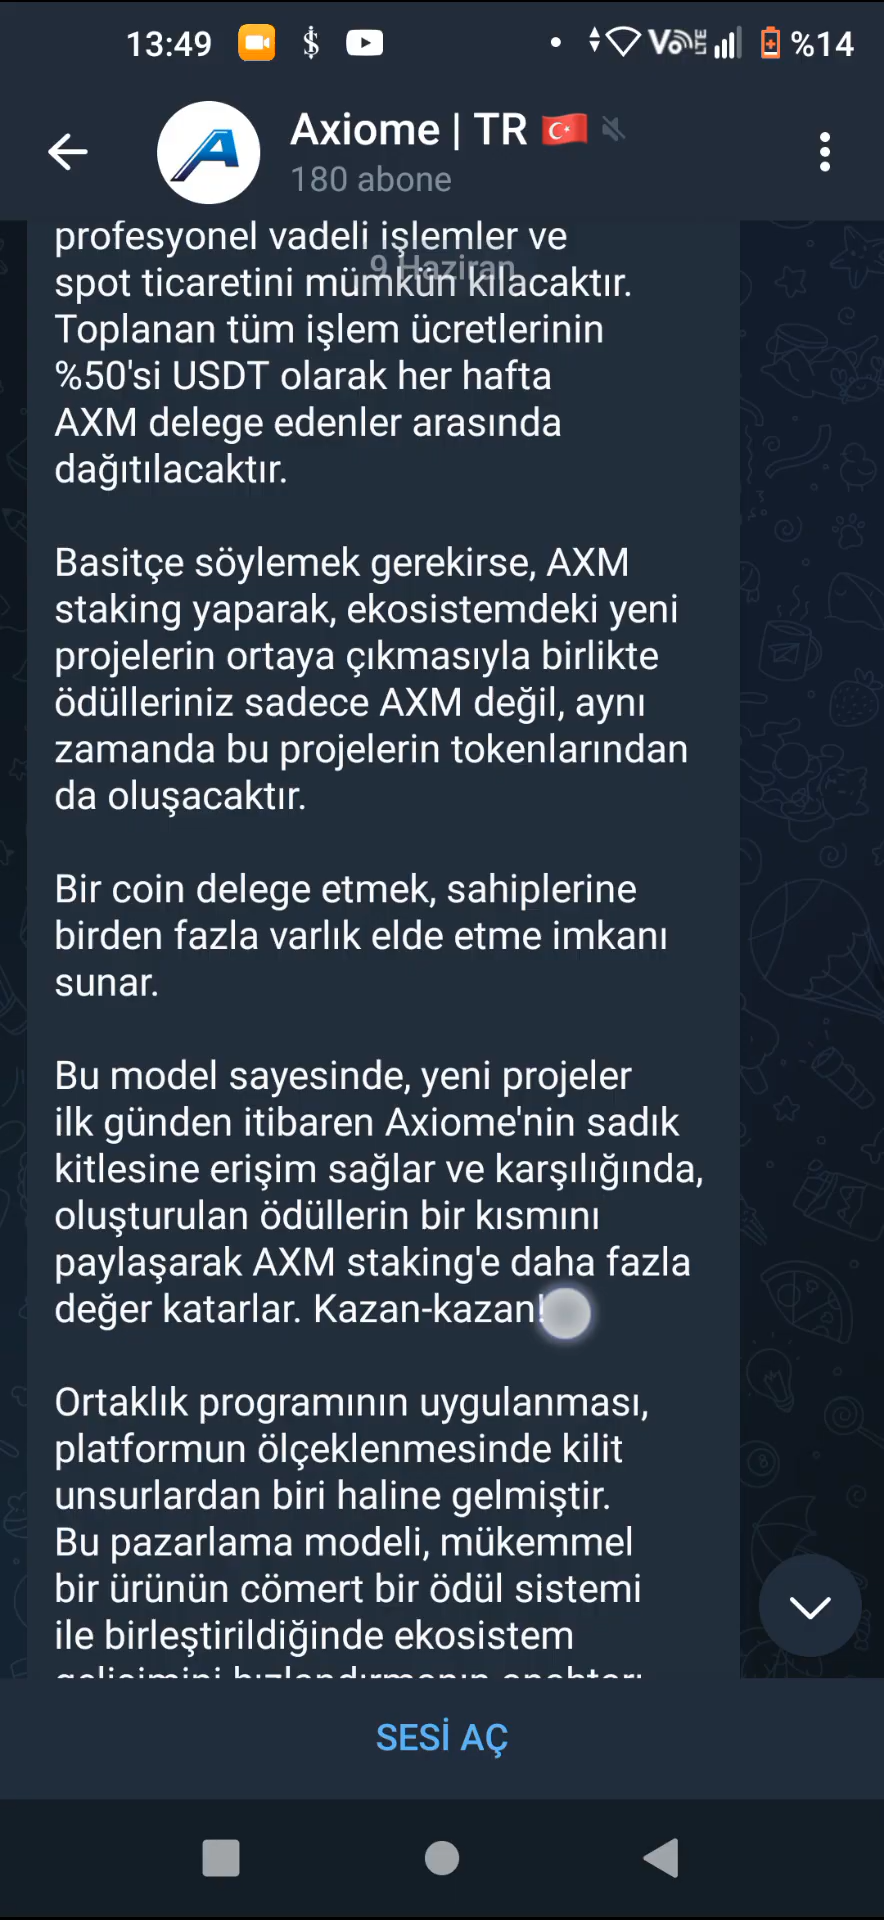 13:49
VoLTE
%14
Axiome | TR
180 abone
profesyonel vadeli işlemler ve
9 Haziran
spot ticaretini mümkün kılacaktır.
Toplanan tüm işlem ücretlerinin
%50'si USDT olarak her hafta
AXM delege edenler arasında
dağıtılacaktır.
Basitçe söylemek gerekirse, AXM
staking yaparak, ekosistemdeki yeni
projelerin ortaya çıkmasıyla birlikte
ödülleriniz sadece AXM değil, aynı
zamanda bu projelerin tokenlarından
da oluşacaktır.
Bir coin delege etmek, sahiplerine
birden fazla varlık elde etme imkanı
sunar.
Bu model sayesinde, yeni projeler
ilk günden itibaren Axiome'nin sadık
kitlesine erişim sağlar ve karşılığında,
oluşturulan ödüllerin bir kısmını
paylaşarak AXM staking'e daha fazla
değer katarlar. Kazan-kazan!
Ortaklık programının uygulanması,
platformun ölçeklenmesinde kilit
unsurlardan biri haline gelmiştir.
Bu pazarlama modeli, mükemmel
bir ürünün cömert bir ödül sistemi
ile birleştirildiğinde ekosistem
SESİ AÇ